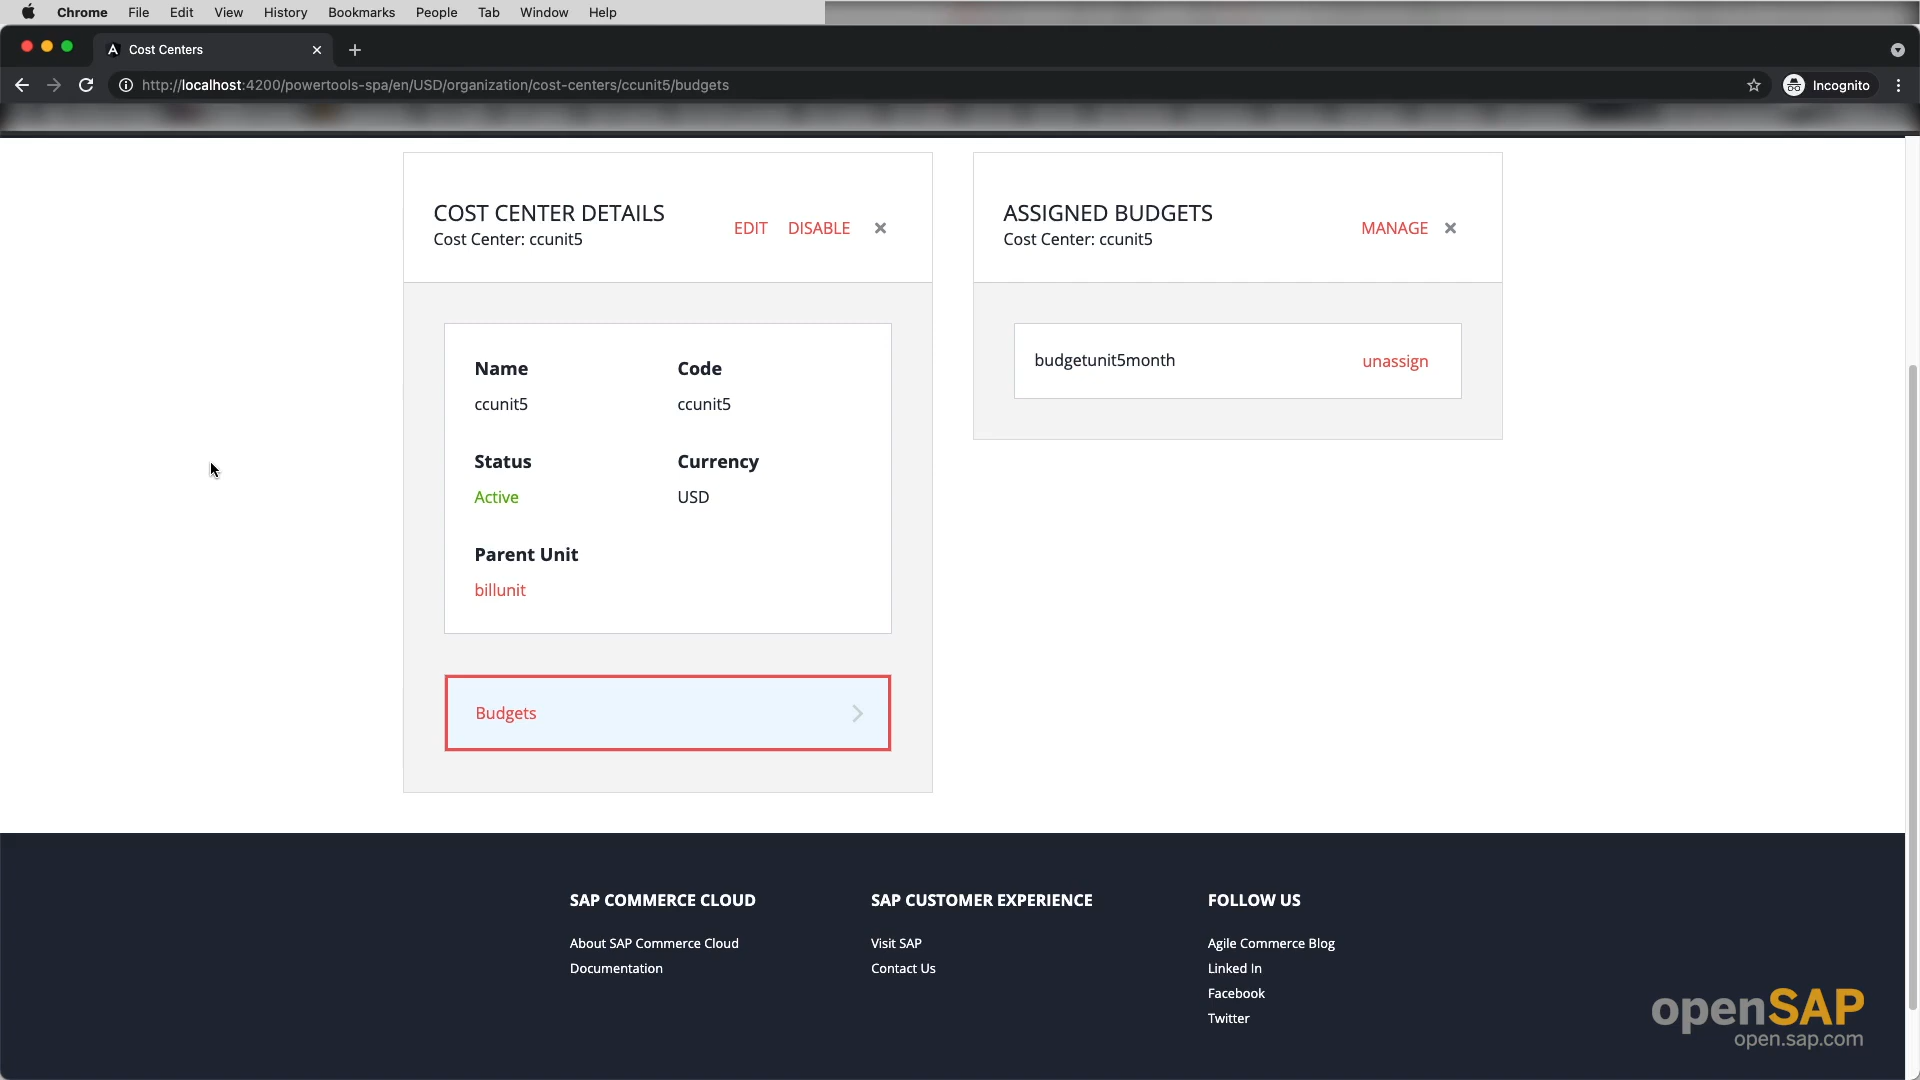 Chrome File Edit View History Bookmarks People Tab Window Help
Cost Centers
http://localhost:4200/powertools-spa/en/USD/organization/cost-centers/ccunit5/budgets
Incognito
COST CENTER DETAILS
Cost Center: ccunit5
EDIT DISABLE
Name Code
ccunit5 ccunit5
Status Currency
Active USD
Parent Unit
billunit
Budgets
ASSIGNED BUDGETS
Cost Center: ccunit5
MANAGE
budgetunit5month unassign
SAP COMMERCE CLOUD
About SAP Commerce Cloud
Documentation
SAP CUSTOMER EXPERIENCE
Visit SAP
Contact Us
FOLLOW US
Agile Commerce Blog
Linked In
Facebook
Twitter
openSAP
open.sap.com